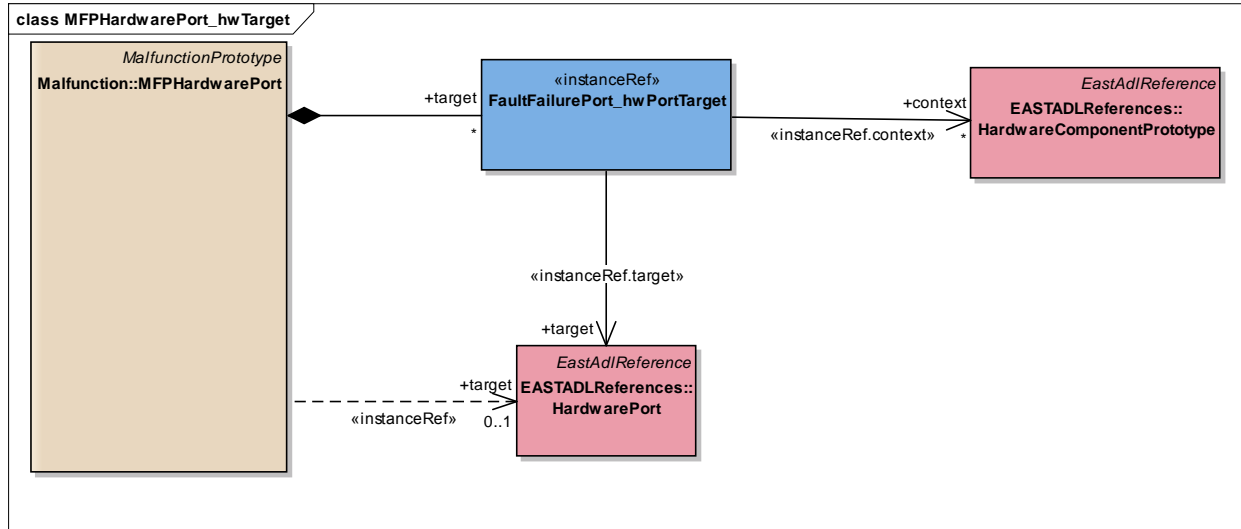 class MFPHardwarePort_hwTarget
MalfunctionPrototype
Malfunction::MFPHardwarePort
+target
*
«instanceRef»
FaultFailurePort_hwPortTarget
+context
«instanceRef.context»
*
EastAdlReference
EASTADLReferences::
HardwareComponentPrototype
«instanceRef.target»
+target
+target
«instanceRef»
0..1
EastAdlReference
EASTADLReferences::
HardwarePort